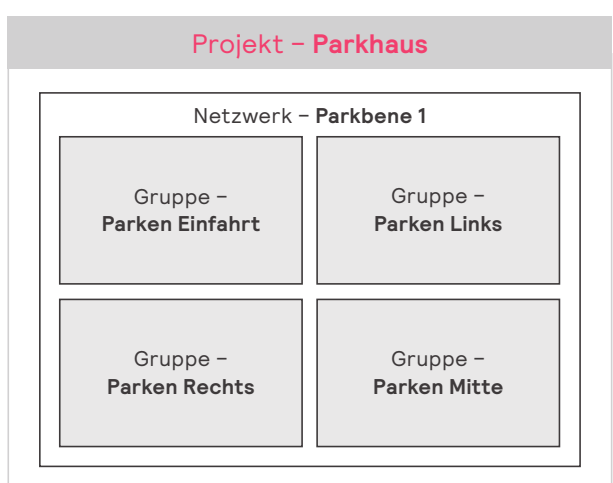 Projekt – Parkhaus
Netzwerk – Parkbene 1
Gruppe –
Parken Einfahrt
Gruppe –
Parken Links
Gruppe –
Parken Rechts
Gruppe –
Parken Mitte